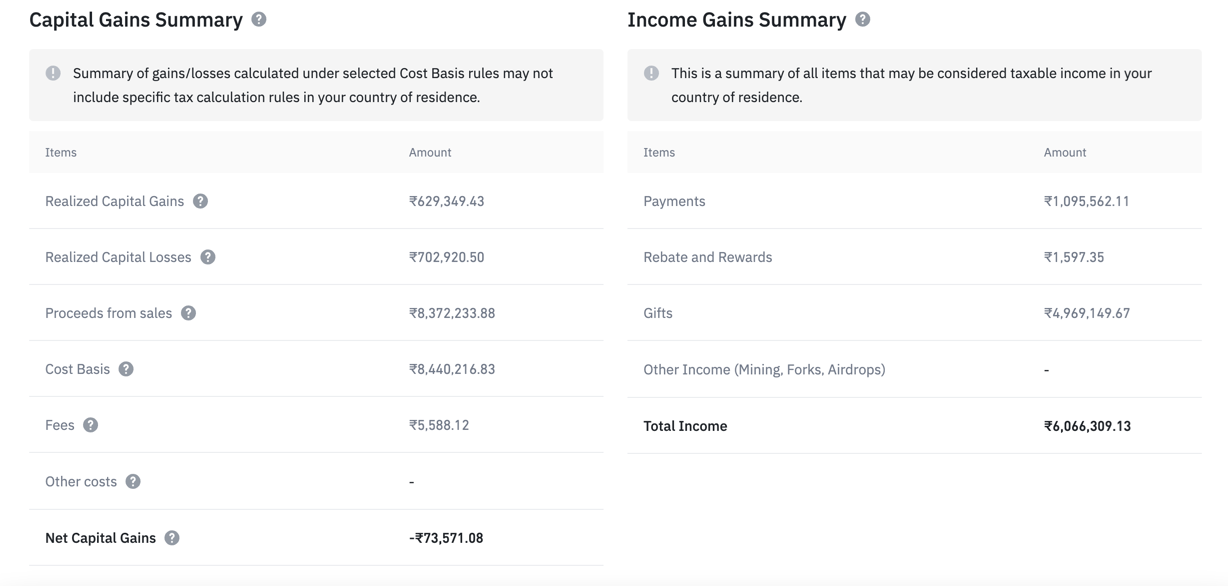 Capital Gains Summary
Summary of gains/losses calculated under selected Cost Basis rules may not
include specific tax calculation rules in your country of residence.
Items Amount
Realized Capital Gains ₹629,349.43
Realized Capital Losses ₹702,920.50
Proceeds from sales ₹8,372,233.88
Cost Basis ₹8,440,216.83
Fees ₹5,588.12
Other costs -
Net Capital Gains -₹73,571.08
Income Gains Summary
This is a summary of all items that may be considered taxable income in your
country of residence.
Items Amount
Payments ₹1,095,562.11
Rebate and Rewards ₹1,597.35
Gifts ₹4,969,149.67
Other Income (Mining, Forks, Airdrops) -
Total Income ₹6,066,309.13